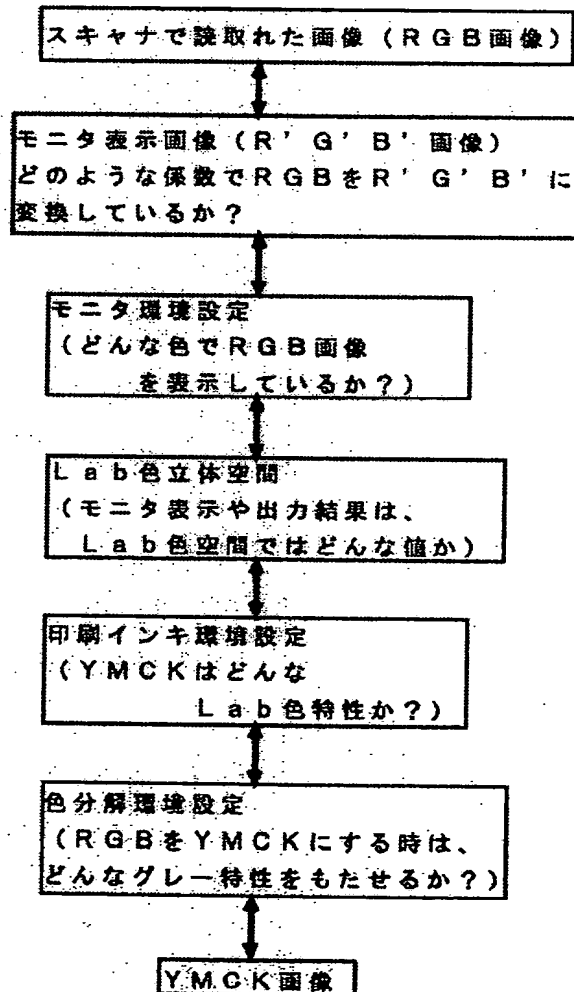 スキャナで読取れた画像（RGB画像）
モニタ表示画像（R'G'B'画像）
どのような係数でRGBをR'G'B'に
変換しているか？
モニタ環境設定
（どんな色でRGB画像
を表示しているか？）
Lab色立体空間
（モニタ表示や出力結果は、
Lab色空間ではどんな値か）
印刷インキ環境設定
（YMCKはどんな
Lab色特性か？）
色分解環境設定
（RGBをYMCKにする時は、
どんなグレー特性をもたせるか？）
YMCK画像